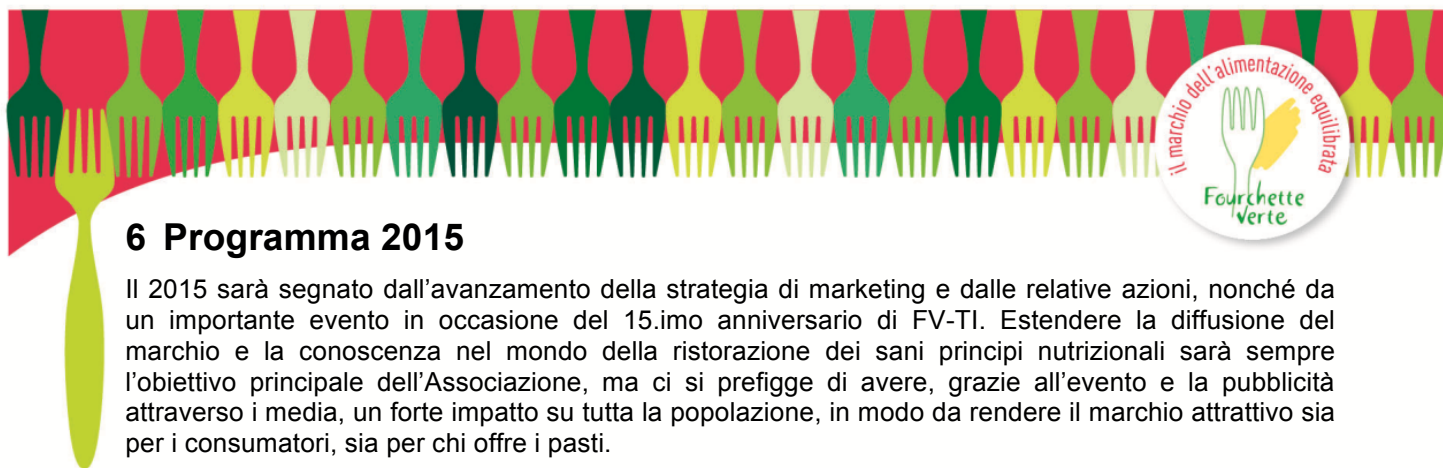 il marchio dell'alimentazione equilibrata
Fourchette
verte
6 Programma 2015
Il 2015 sarà segnato dall’avanzamento della strategia di marketing e dalle relative azioni, nonché da
un importante evento in occasione del 15.imo anniversario di FV-TI. Estendere la diffusione del
marchio e la conoscenza nel mondo della ristorazione dei sani principi nutrizionali sarà sempre
l’obiettivo principale dell’Associazione, ma ci si prefigge di avere, grazie all’evento e la pubblicità
attraverso i media, un forte impatto su tutta la popolazione, in modo da rendere il marchio attrattivo sia
per i consumatori, sia per chi offre i pasti.